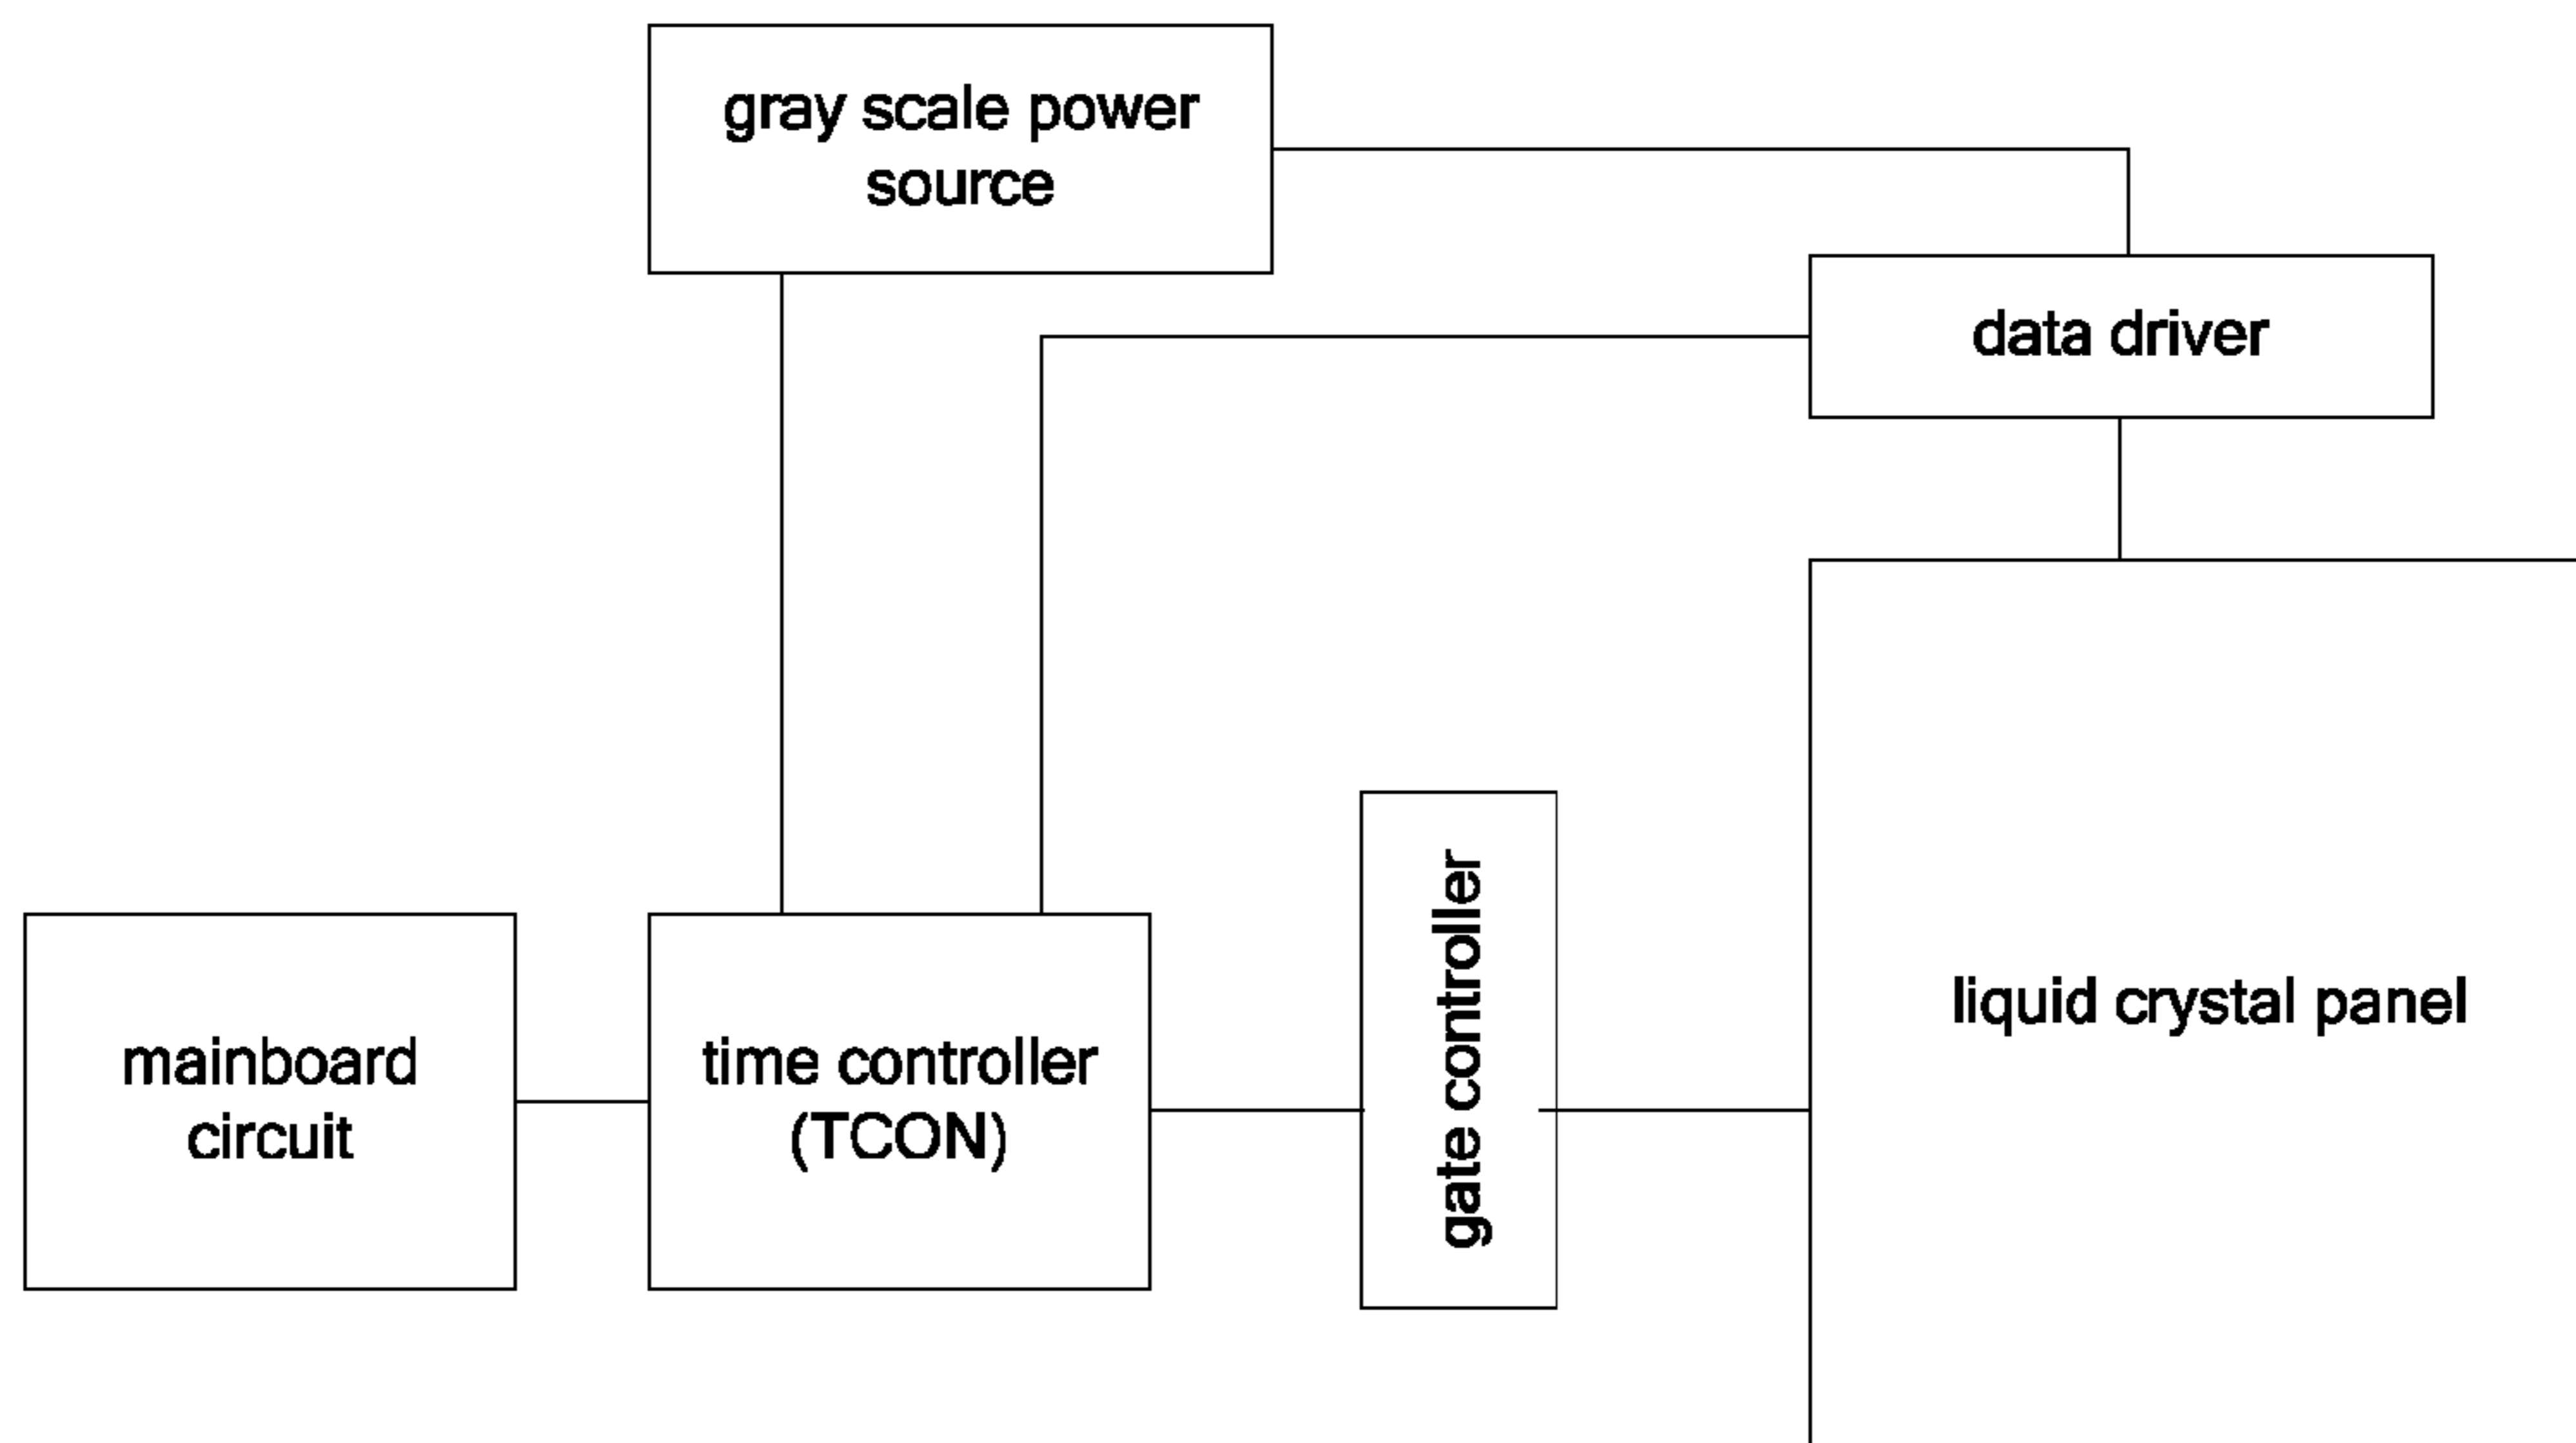 gray scale power
source
data driver
gate controller
liquid crystal panel
mainboard
circuit
time controller
(TCON)